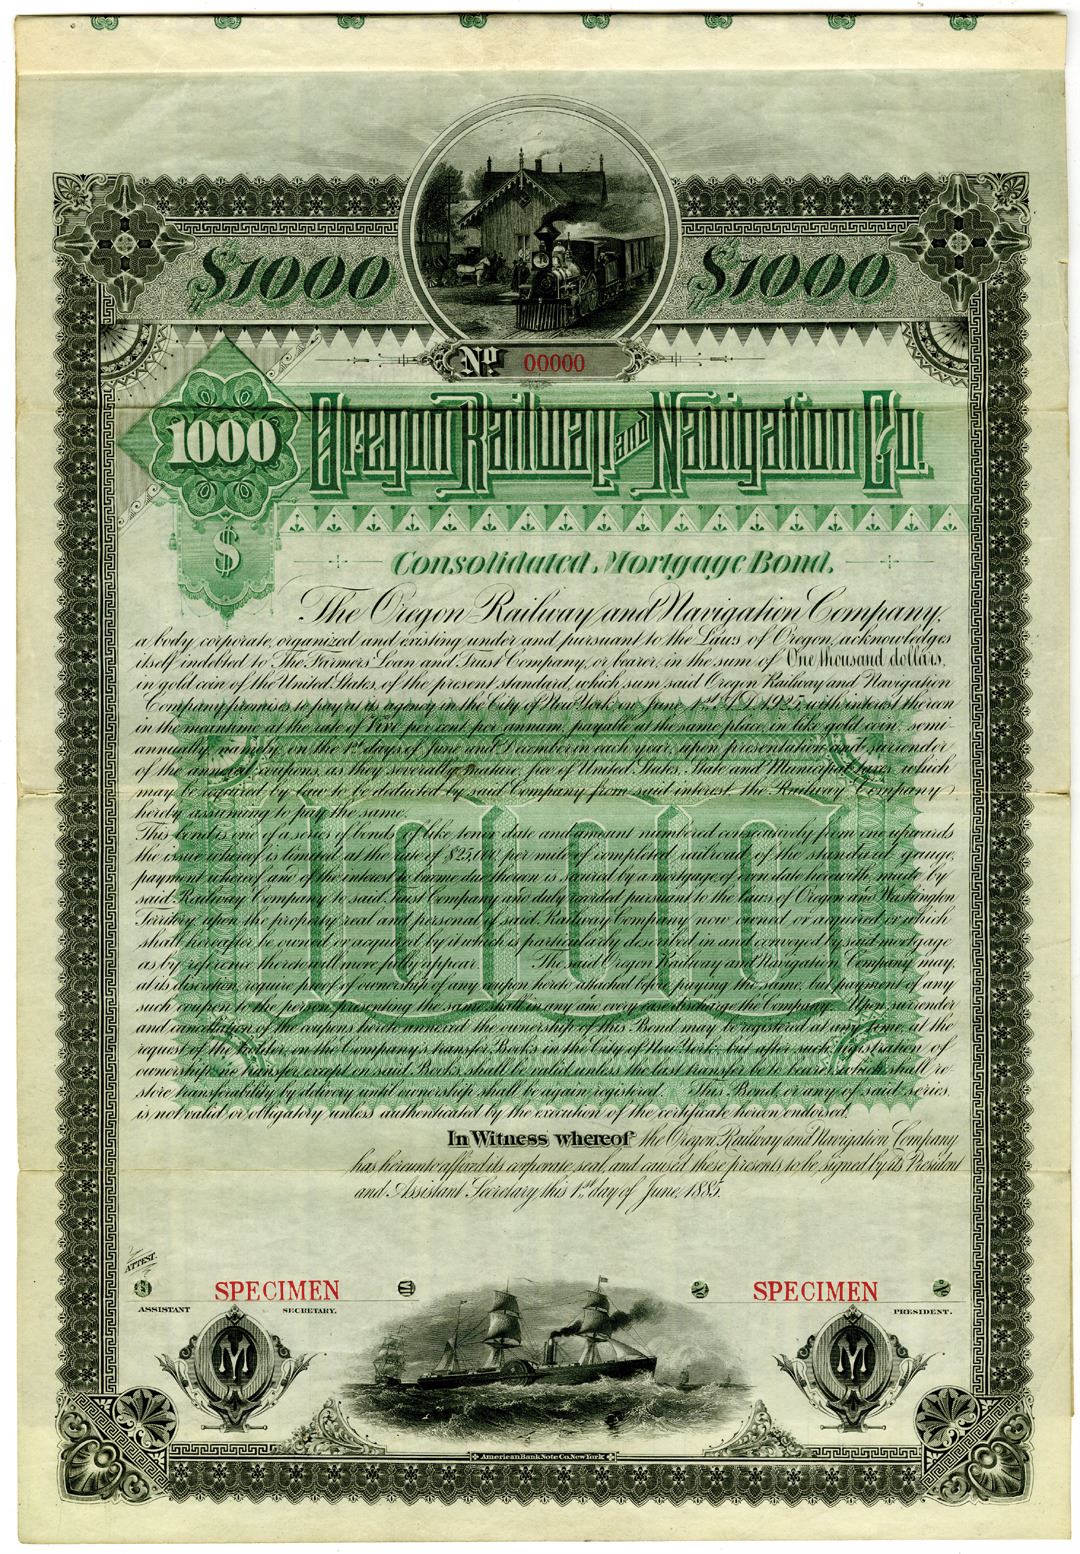 $1000 $1000
No 00000
1000
Oregon Railway and Navigation Co.
$
Consolidated Mortgage Bond.
The Oregon Railway and Navigation Company,
a body corporate, organized and existing under and pursuant to the Laws of Oregon, acknowledges
itself indebted to The Farmers' Loan and Trust Company, or bearer, in the sum of One thousand dollars,
in gold coin of the United States, of the present standard, which sum said Oregon Railway and Navigation
Company promises to pay at its agency in the City of New York on June 1st A.D. 1925 with interest thereon
in the meantime at the rate of Five per cent per annum, payable at the same place, in like gold coin, semi-
annually, namely, on the 1st days of June and December in each year, upon presentation and surrender
of the annexed coupons, as they severally mature, free of United States, State and Municipal taxes which
may be required by law to be deducted by said Company from said interest, the Railway Company
hereby assuming to pay the same.
This bond is one of a series of bonds of like tenor date and amount numbered consecutively from one upwards
the issue whereof is limited at the rate of $25,000 per mile of completed railroad of the standard gauge,
payment whereof and of the interest to become due thereon is secured by a mortgage of even date herewith, made by
said Railway Company to said Trust Company and duly recorded pursuant to the Laws of Oregon and Washington
Territory upon the property real and personal of said Railway Company now owned or acquired or which
shall hereafter be owned or acquired by it which is particularly described in and conveyed by said mortgage
as by reference thereto will more fully appear. The said Oregon Railway and Navigation Company may,
at its discretion, require proof of ownership of any coupon hereto attached before paying the same, but payment of any
such coupon to the person presenting the same shall in any and every case discharge the Company. Upon surrender
and cancellation of the coupons hereto annexed the ownership of this Bond may be registered at any time, at the
request of the holder, on the Company's transfer Books in the City of New York; but after such registration of
ownership no transfer except on said Books shall be valid unless the last transfer be to bearer, which shall re-
store transferability by delivery until ownership shall be again registered. This Bond, or any of said series,
is not valid or obligatory unless authenticated by the execution of the certificate hereon endorsed.
In Witness whereof the Oregon Railway and Navigation Company
has hereunto affixed its corporate seal, and caused these presents to be signed by its President
and Assistant Secretary this 1st day of June, 1885.
ATTEST.
SPECIMEN SPECIMEN
ASSISTANT SECRETARY. PRESIDENT.
M M
American Bank Note Co. New York